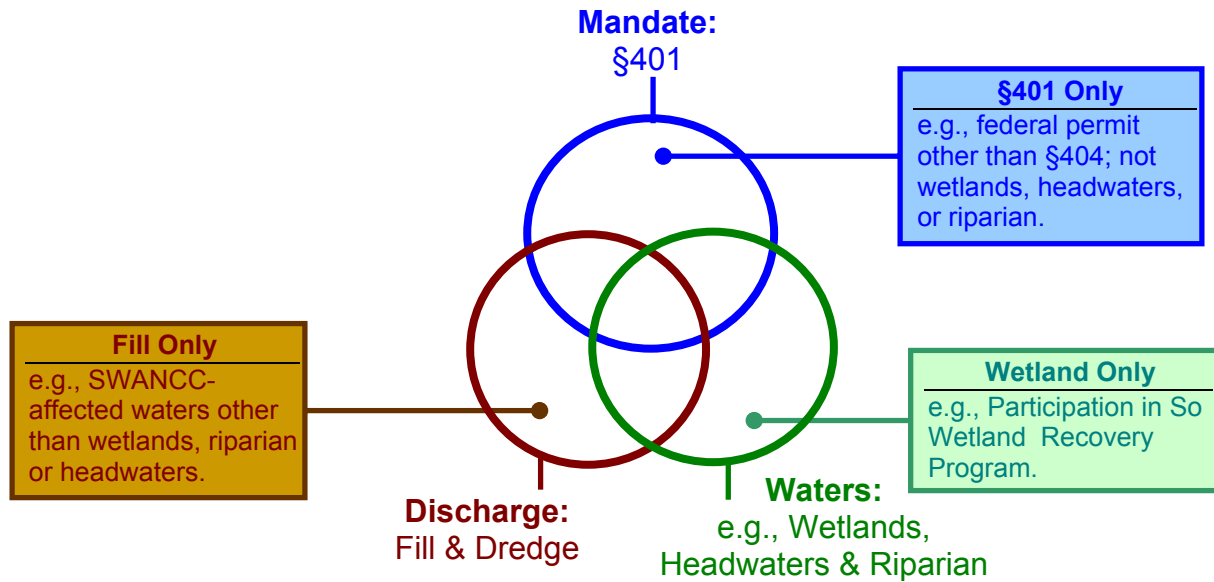 Mandate:
§401
§401 Only
e.g., federal permit
other than §404; not
wetlands, headwaters,
or riparian.
Fill Only
e.g., SWANCC-
affected waters other
than wetlands, riparian
or headwaters.
Wetland Only
e.g., Participation in So
Wetland Recovery
Program.
Discharge:
Fill & Dredge
Waters:
e.g., Wetlands,
Headwaters & Riparian